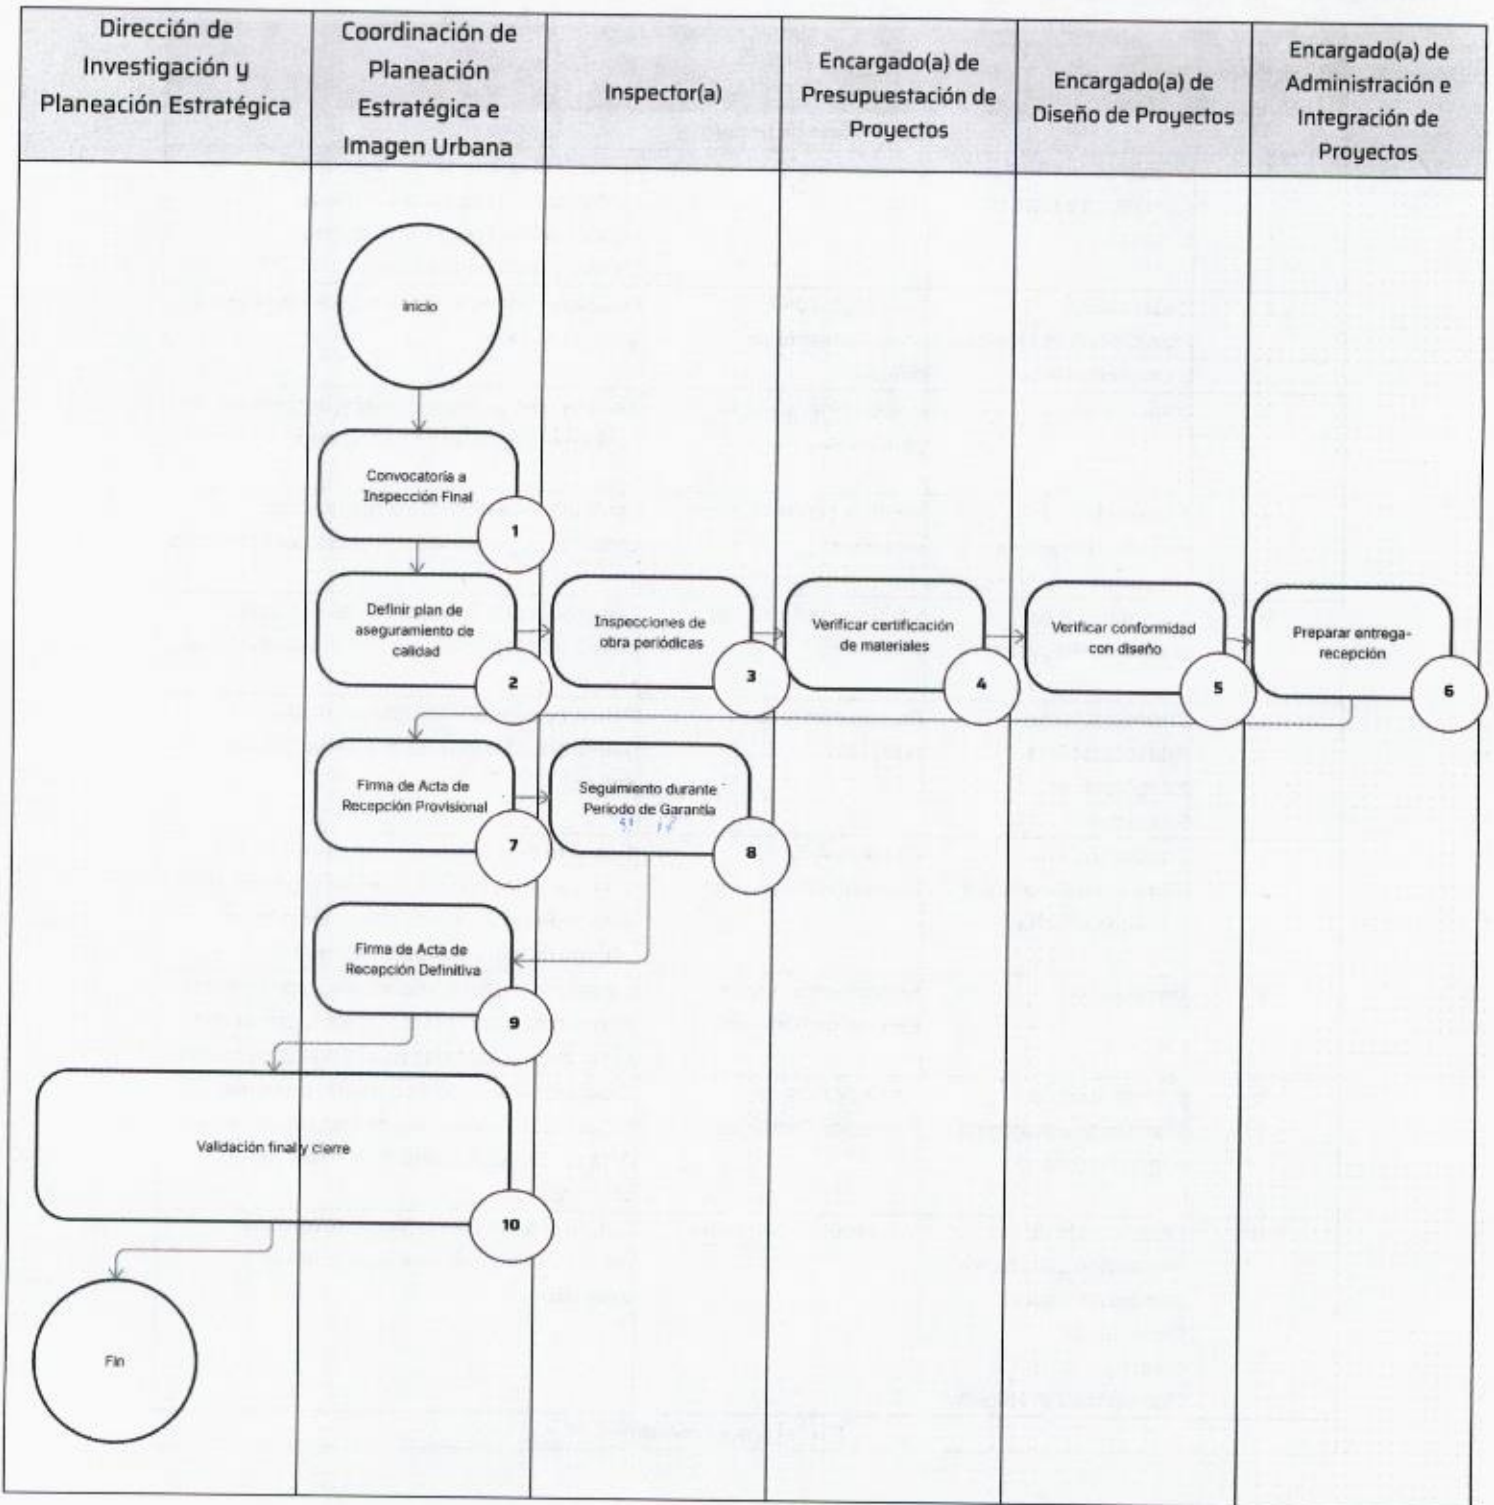 Dirección de
Investigación y
Planeación Estratégica
Coordinación de
Planeación
Estratégica e
Imagen Urbana
Inspector(a)
Encargado(a) de
Presupuestación de
Proyectos
Encargado(a) de
Diseño de Proyectos
Encargado(a) de
Administración e
Integración de
Proyectos
Inicio
Convocatoria a
Inspección Final
1
Definir plan de
aseguramiento de
calidad
2
Inspecciones de
obra periódicas
3
Verificar certificación
de materiales
4
Verificar conformidad
con diseño
5
Preparar entrega-
recepción
6
Firma de Acta de
Recepción Provisional
7
Seguimiento durante
Periodo de Garantía
8
Firma de Acta de
Recepción Definitiva
9
Validación final y cierre
10
Fin